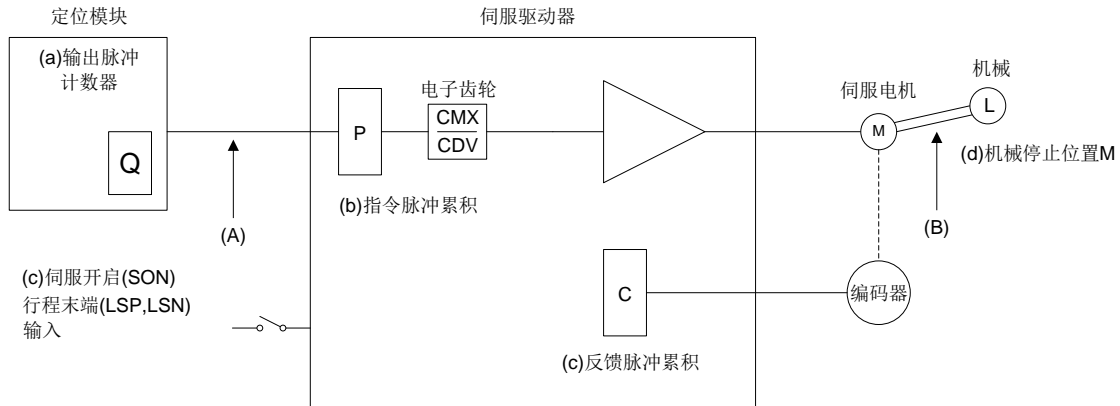 定位模块
伺服驱动器
(a)输出脉冲
计数器
Q
(A)
P
电子齿轮
CMX
CDV
(b)指令脉冲累积
伺服电机
M
机械
L
(d)机械停止位置M
(B)
(c)伺服开启(SON)
行程末端(LSP,LSN)
输入
C
编码器
(c)反馈脉冲累积